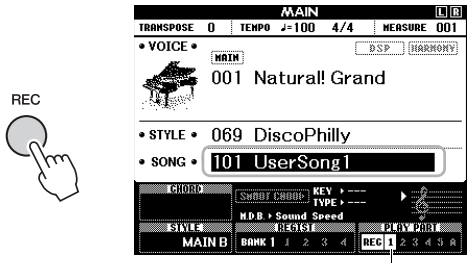 REC
MAIN L R
TRANSPOSE 0 TEMPO ♩=100 4/4 MEASURE 001
• VOICE • DSP HARMONY
MAIN
001 Natural! Grand
• STYLE • 069 DiscoPhilly
• SONG • 101 UserSong1
CHORD
SMART CHORD KEY ▸ ---
TYPE ▸ ---
M.D.B. ▸ Sound Speed
STYLE REGIST PLAY PART
MAIN B BANK 1 1 2 3 4 REC 1 2 3 4 5 A